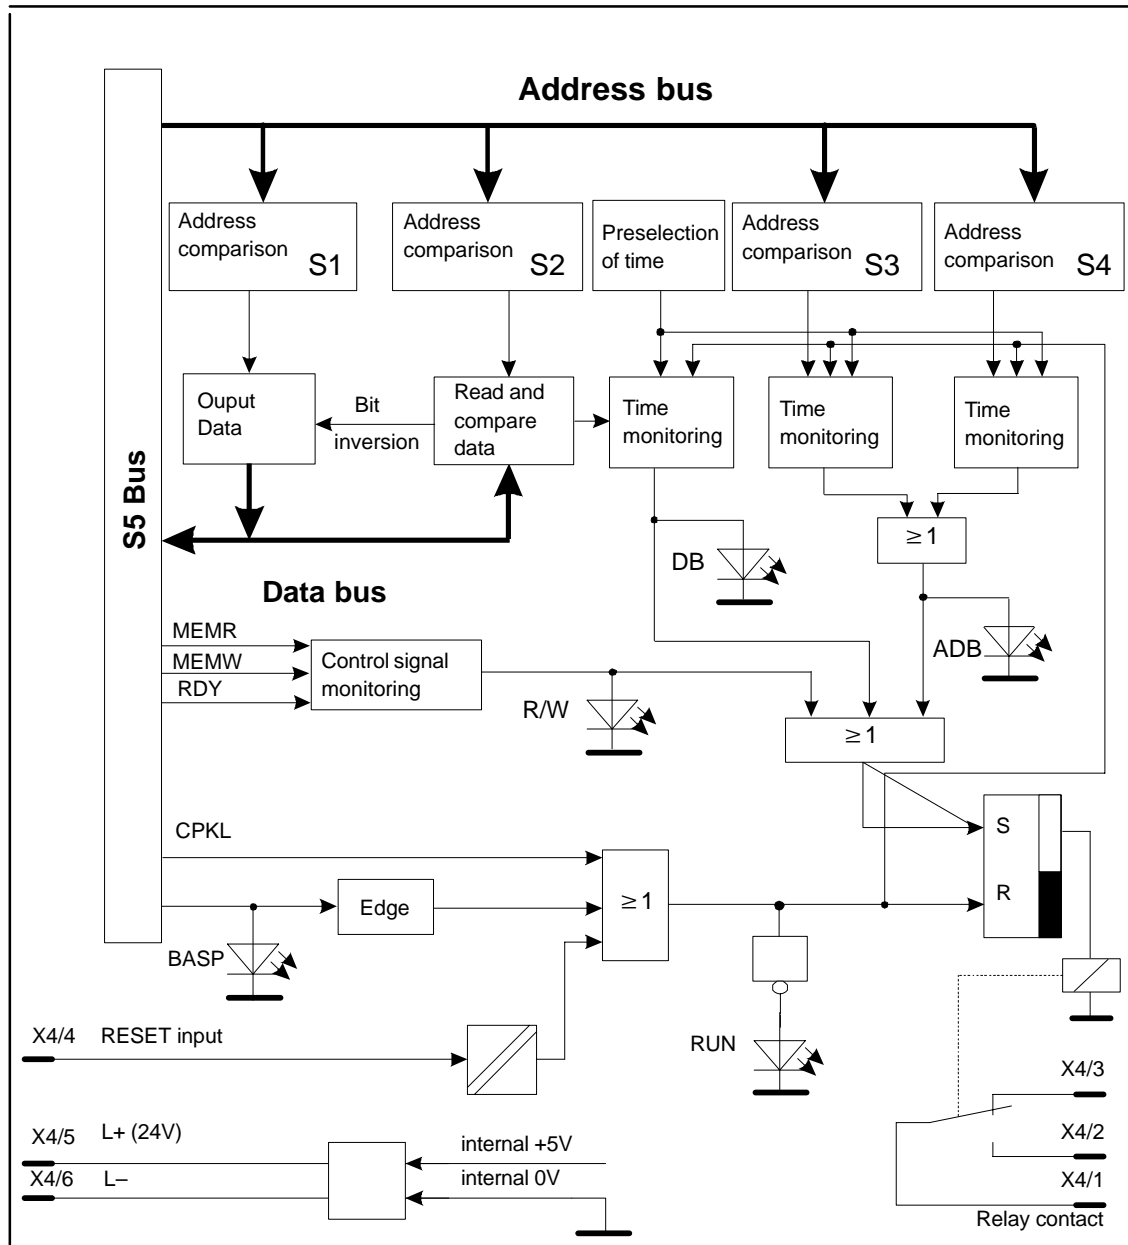 Address bus
Address
comparison
S1
Address
comparison
S2
Preselection
of time
Address
comparison
S3
Address
comparison
S4
Ouput
Data
Bit
inversion
Read and
compare
data
Time
monitoring
Time
monitoring
Time
monitoring
S5 Bus
≥1
DB
Data bus
ADB
MEMR
MEMW
RDY
Control signal
monitoring
R/W
≥1
CPKL
S
R
Edge
≥1
BASP
X4/4 RESET input
RUN
X4/3
X4/5 L+ (24V)
internal +5V
X4/2
X4/6 L–
internal 0V
X4/1
Relay contact